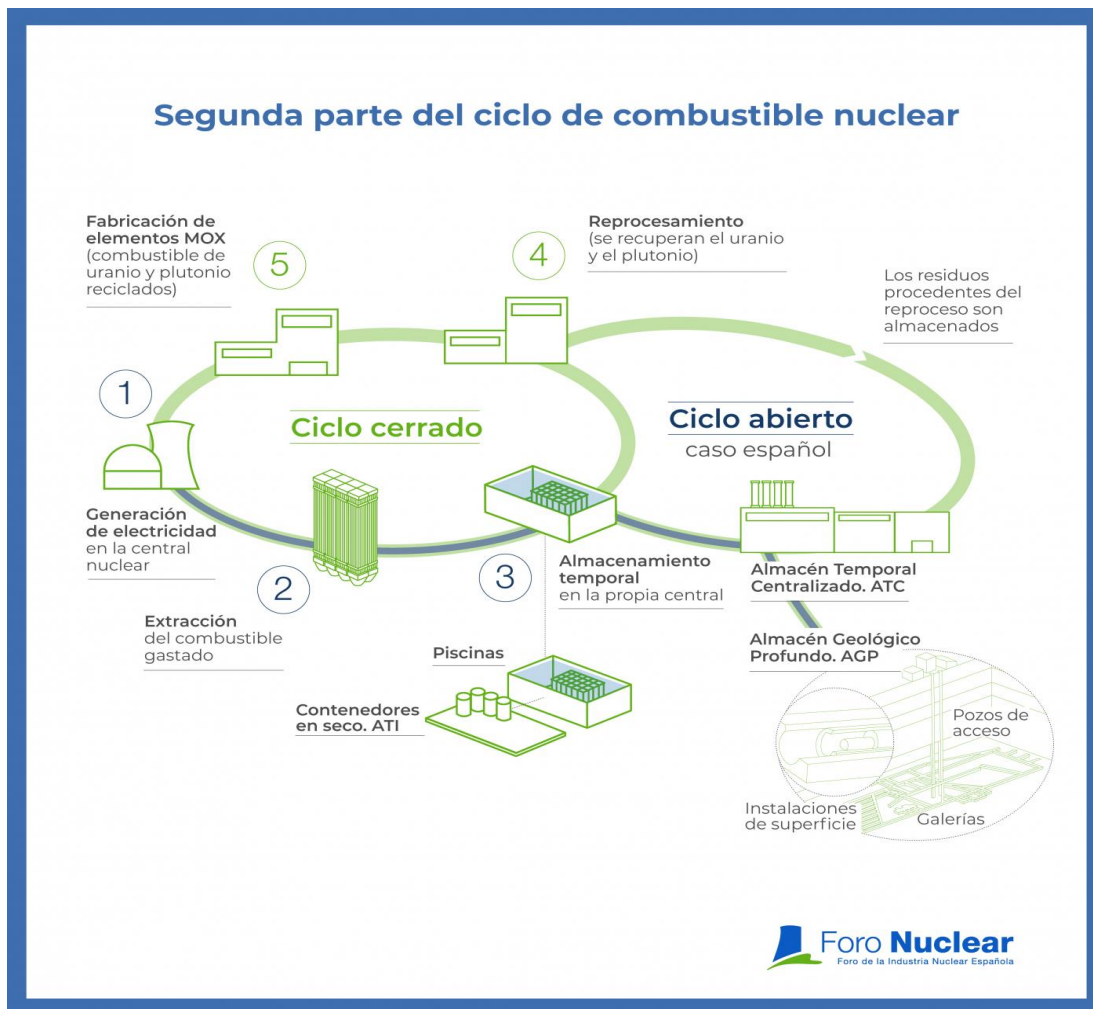 Segunda parte del ciclo de combustible nuclear
Fabricación de
elementos MOX
(combustible de
uranio y plutonio
reciclados)
5
4
Reprocesamiento
(se recuperan el uranio
y el plutonio)
Los residuos
procedentes del
reproceso son
almacenados
1
Ciclo cerrado
Ciclo abierto
caso español
Generación
de electricidad
en la central
nuclear
2
Extracción
del combustible
gastado
3
Almacenamiento
temporal
en la propia central
Almacén Temporal
Centralizado. ATC
Piscinas
Contenedores
en seco. ATI
Almacén Geológico
Profundo. AGP
Pozos de
acceso
Instalaciones
de superficie
Galerías
Foro Nuclear
Foro de la Industria Nuclear Española